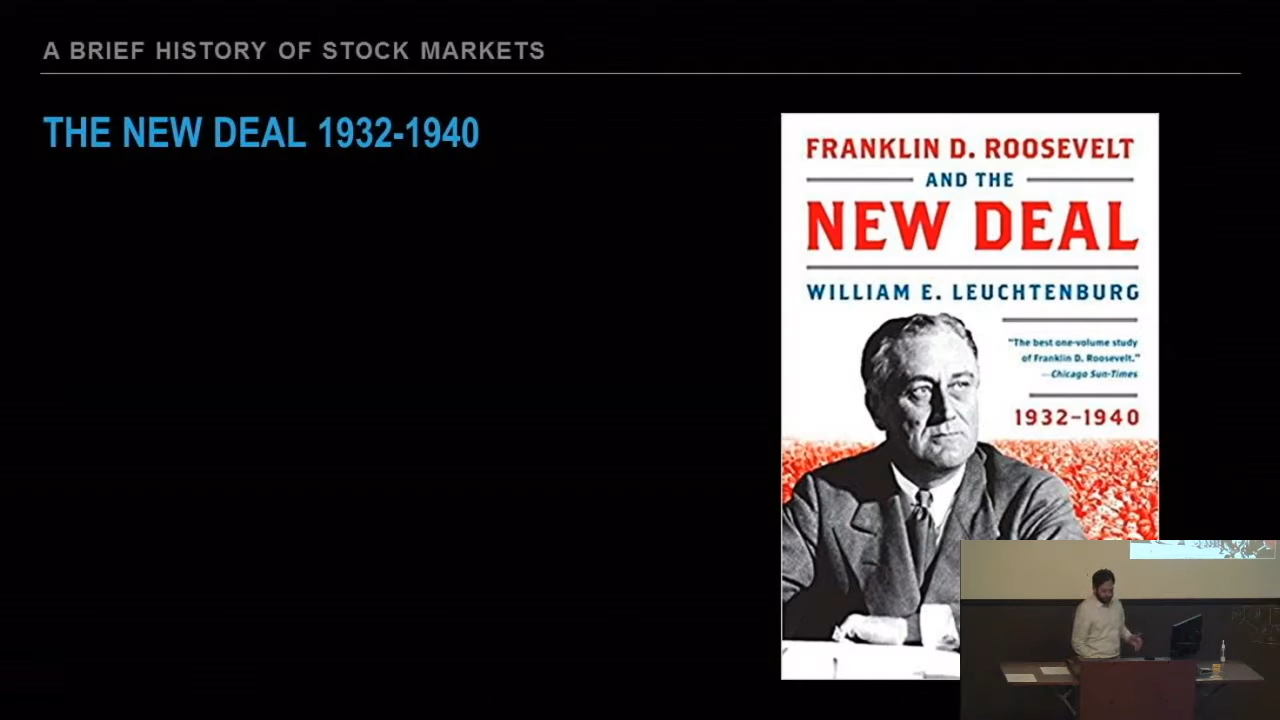 A BRIEF HISTORY OF STOCK MARKETS
THE NEW DEAL 1932-1940
FRANKLIN D. ROOSEVELT
AND THE
NEW DEAL
WILLIAM E. LEUCHTENBURG
"The best one-volume study
of Franklin D. Roosevelt."
—Chicago Sun-Times
1932–1940